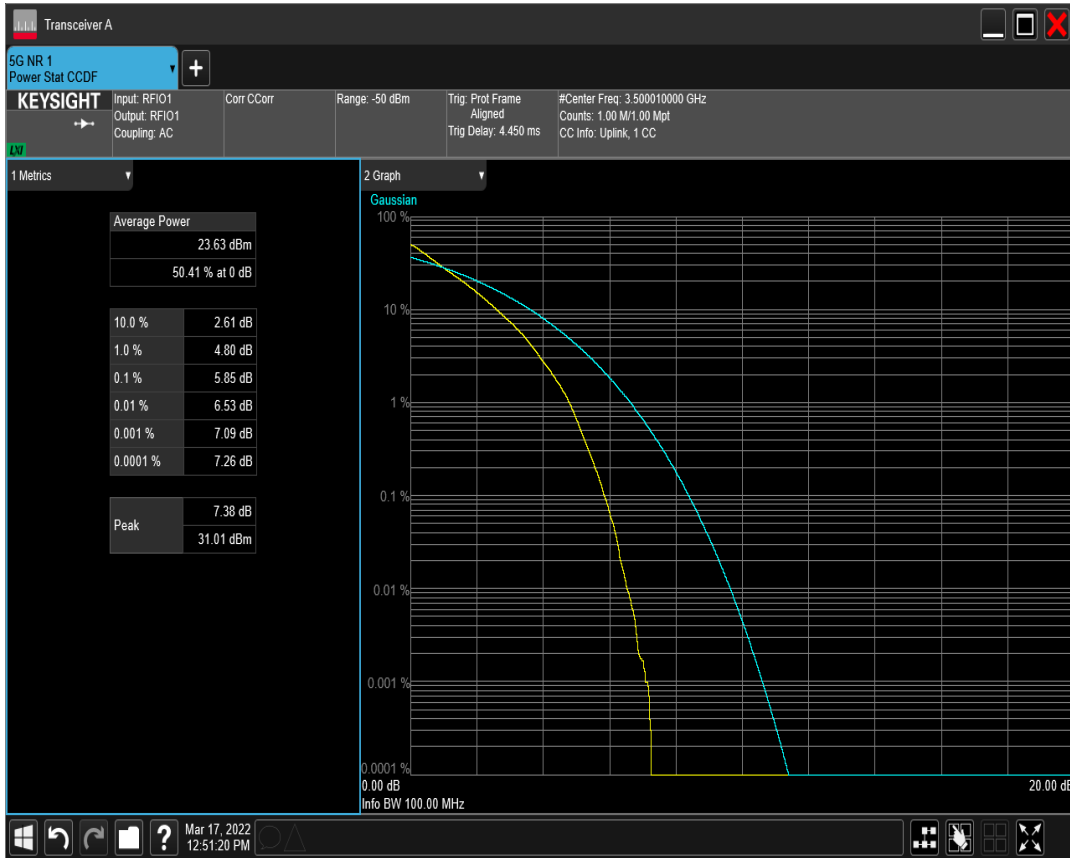 Transceiver A
5G NR 1
Power Stat CCDF
KEYSIGHT
LXI
Input: RFIO1
Output: RFIO1
Coupling: AC
Corr CCorr
Range: -50 dBm
Trig: Prot Frame
Aligned
Trig Delay: 4.450 ms
#Center Freq: 3.500010000 GHz
Counts: 1.00 M/1.00 Mpt
CC Info: Uplink, 1 CC
1 Metrics
Average Power
23.63 dBm
50.41 % at 0 dB
10.0 % 2.61 dB
1.0 % 4.80 dB
0.1 % 5.85 dB
0.01 % 6.53 dB
0.001 % 7.09 dB
0.0001 % 7.26 dB
Peak
7.38 dB
31.01 dBm
2 Graph
Gaussian
100 %
10 %
1 %
0.1 %
0.01 %
0.001 %
0.0001 %
0.00 dB
20.00 dB
Info BW 100.00 MHz
?
Mar 17, 2022
12:51:20 PM